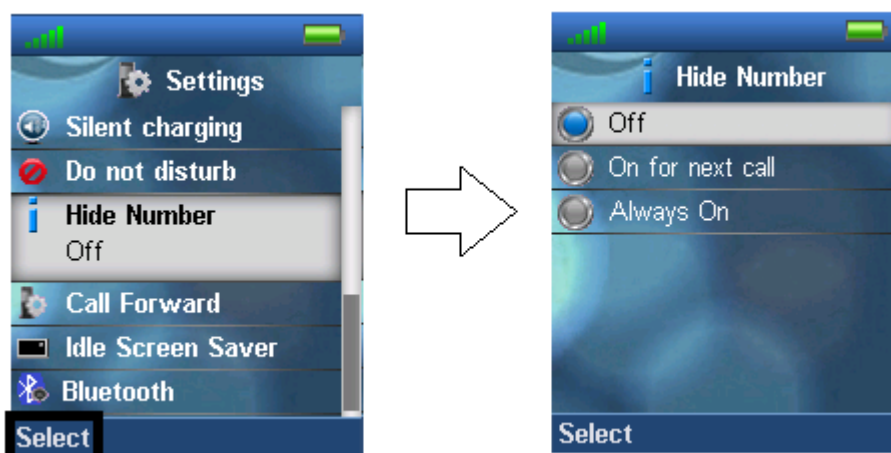 Settings
Silent charging
Do not disturb
Hide Number
Off
Call Forward
Idle Screen Saver
Bluetooth
Select
Hide Number
Off
On for next call
Always On
Select